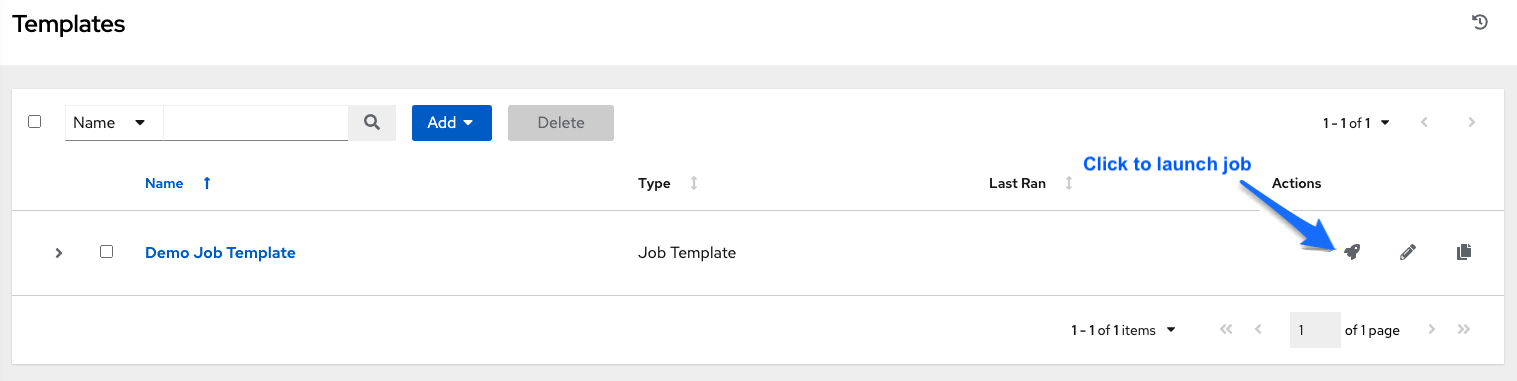 Templates
Name
Add
Delete
1 - 1 of 1
Click to launch job
Name
Type
Last Ran
Actions
Demo Job Template
Job Template
1 - 1 of 1 items
1
of 1 page